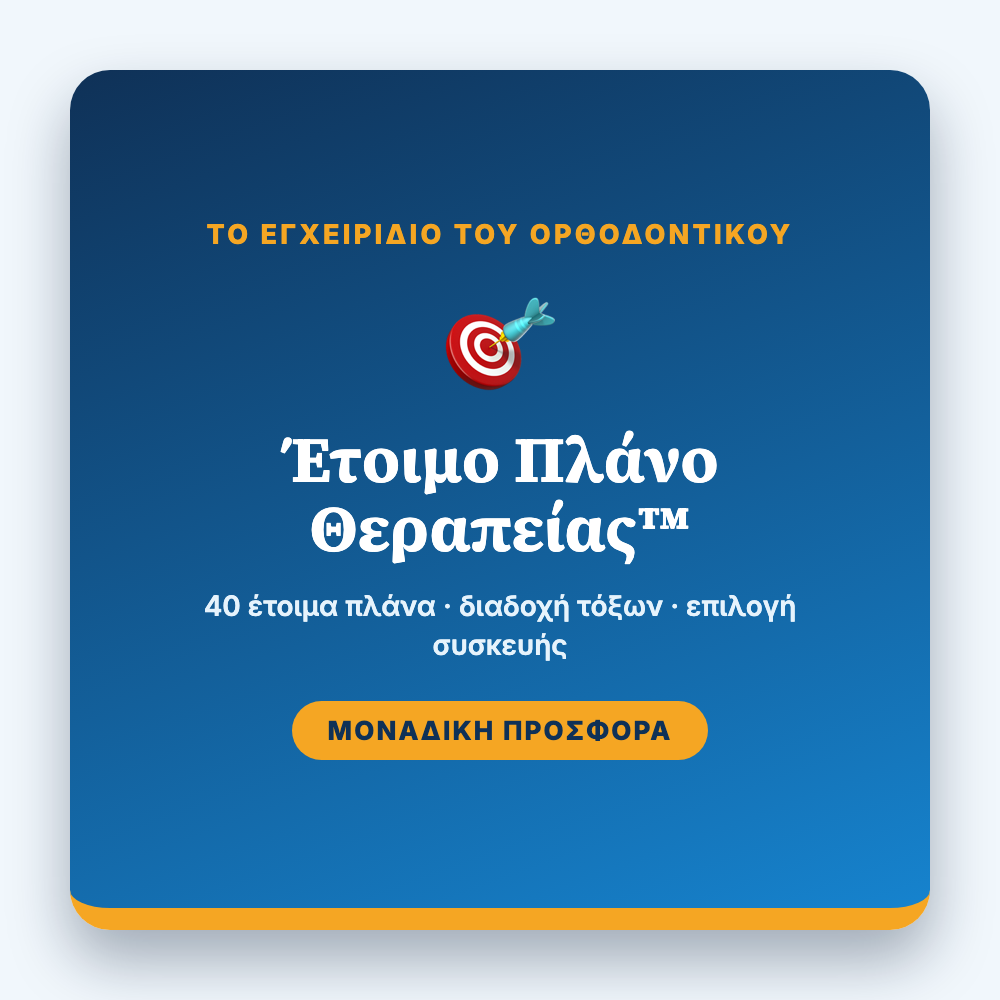 ΤΟ ΕΓΧΕΙΡΙΔΙΟ ΤΟΥ ΟΡΘΟΔΟΝΤΙΚΟΥ
Έτοιμο Πλάνο
Θεραπείας™
40 έτοιμα πλάνα · διαδοχή τόξων · επιλογή
συσκευής
ΜΟΝΑΔΙΚΗ ΠΡΟΣΦΟΡΑ